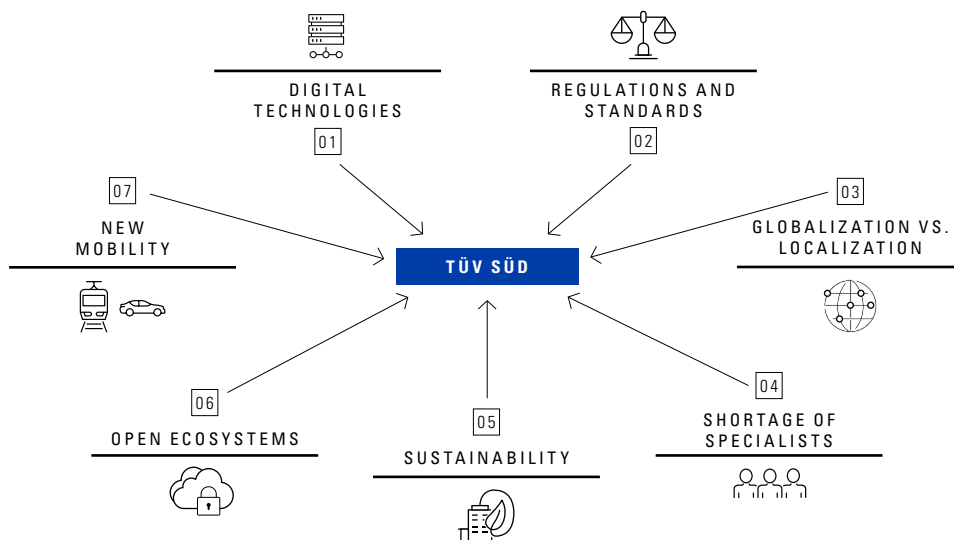 DIGITAL
TECHNOLOGIES
01
REGULATIONS AND
STANDARDS
02
03
GLOBALIZATION VS.
LOCALIZATION
04
SHORTAGE OF
SPECIALISTS
05
SUSTAINABILITY
06
OPEN ECOSYSTEMS
07
NEW
MOBILITY
TÜV SÜD